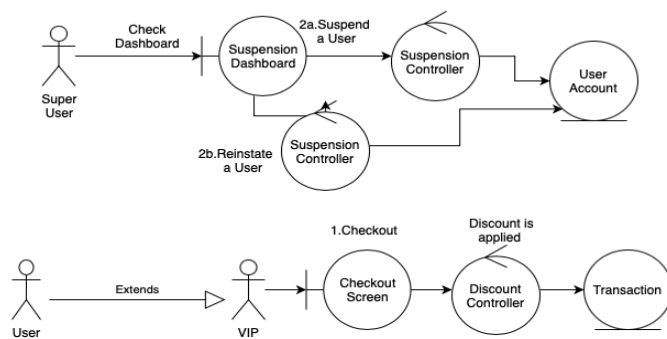 Check
Dashboard
2a.Suspend
a User
Suspension
Dashboard
Suspension
Controller
User
Account
Super
User
2b.Reinstate
a User
Suspension
Controller
1.Checkout
Discount is
applied
Extends
Checkout
Screen
Discount
Controller
Transaction
User
VIP